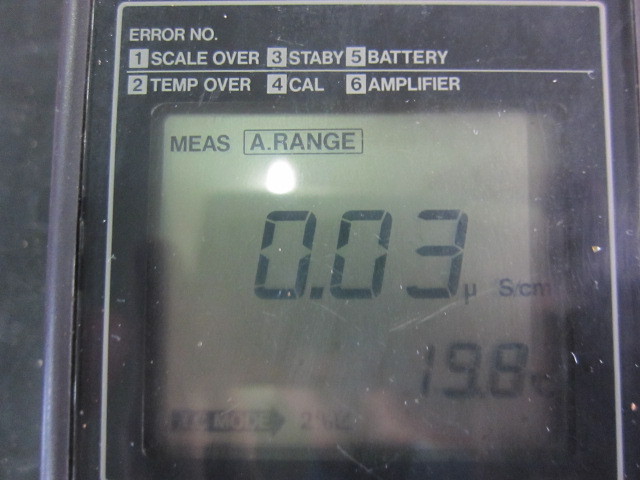 ERROR NO.
1 SCALE OVER 3 STABY 5 BATTERY
2 TEMP OVER 4 CAL 6 AMPLIFIER
MEAS A.RANGE
0.03 μ S/cm
19.8°C
MODE